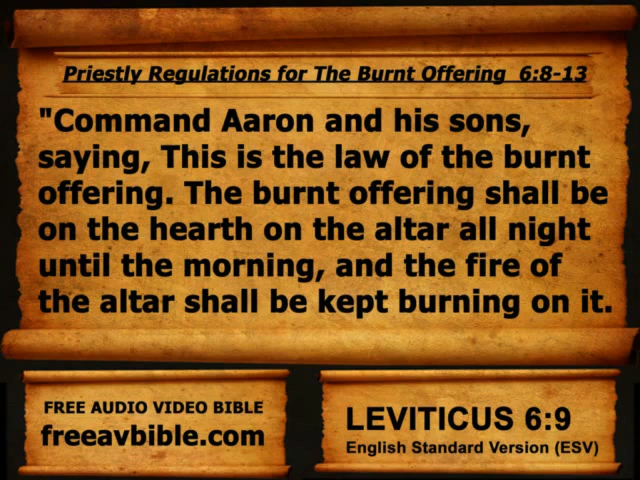 Priestly Regulations for The Burnt Offering  6:8-13
"Command Aaron and his sons,
saying, This is the law of the burnt
offering. The burnt offering shall be
on the hearth on the altar all night
until the morning, and the fire of
the altar shall be kept burning on it.
FREE AUDIO VIDEO BIBLE
freeavbible.com
LEVITICUS 6:9
English Standard Version (ESV)